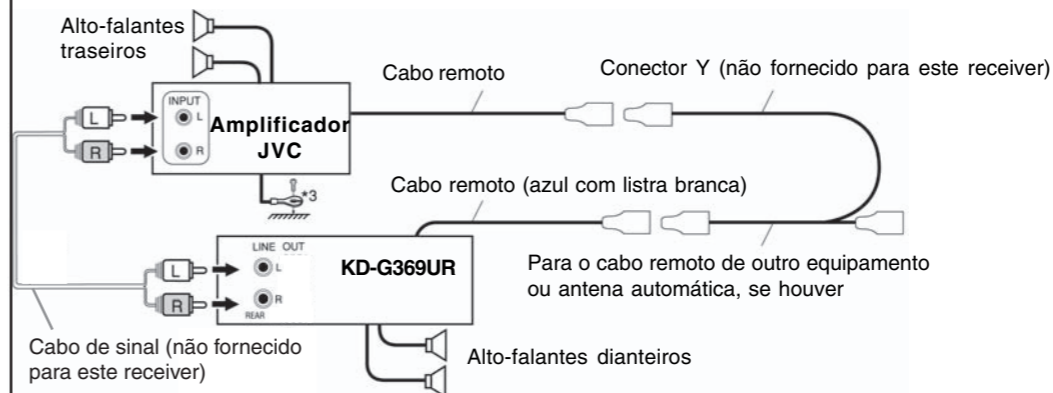 Alto-falantes
traseiros
Cabo remoto
Conector Y (não fornecido para este receiver)
INPUT
L
L
Amplificador
JVC
R
R
*3
Cabo remoto (azul com listra branca)
LINE OUT
L
L
KD-G369UR
R
R
REAR
Para o cabo remoto de outro equipamento
ou antena automática, se houver
Cabo de sinal (não fornecido
para este receiver)
Alto-falantes dianteiros